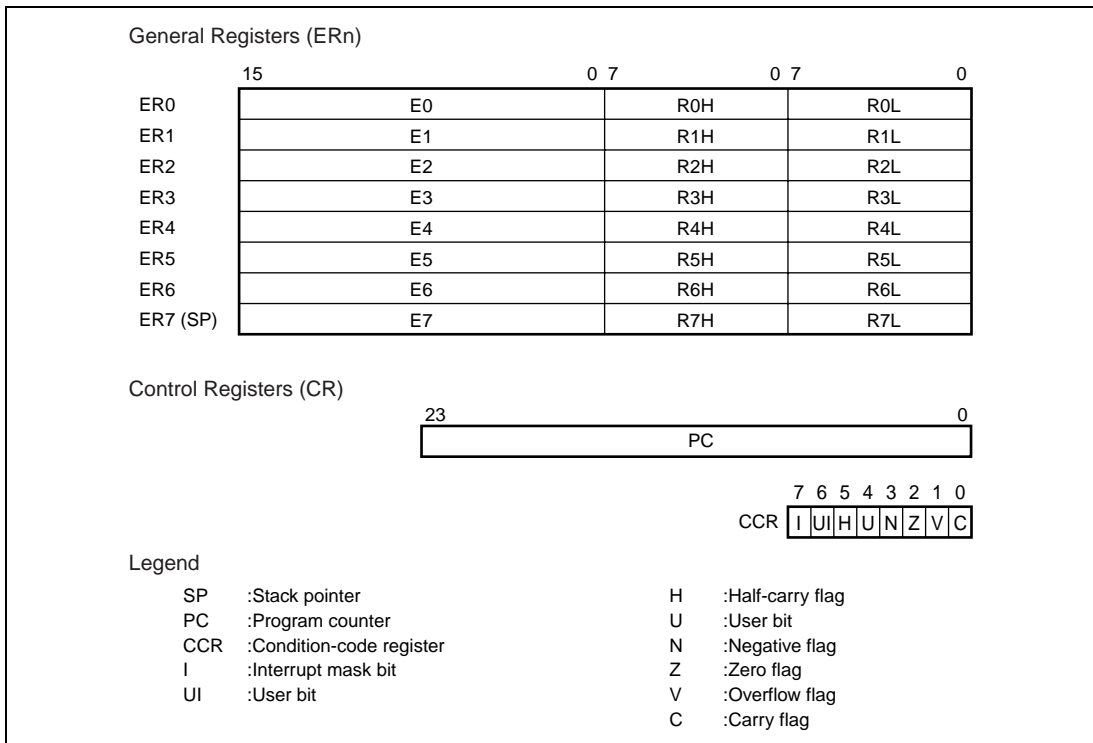 General Registers (ERn)
15 0 7 0 7 0
ER0 E0 R0H R0L
ER1 E1 R1H R1L
ER2 E2 R2H R2L
ER3 E3 R3H R3L
ER4 E4 R4H R4L
ER5 E5 R5H R5L
ER6 E6 R6H R6L
ER7 (SP) E7 R7H R7L
Control Registers (CR)
23 0
PC
7 6 5 4 3 2 1 0
CCR I UI H U N Z V C
Legend
SP :Stack pointer
PC :Program counter
CCR :Condition-code register
I :Interrupt mask bit
UI :User bit
H :Half-carry flag
U :User bit
N :Negative flag
Z :Zero flag
V :Overflow flag
C :Carry flag